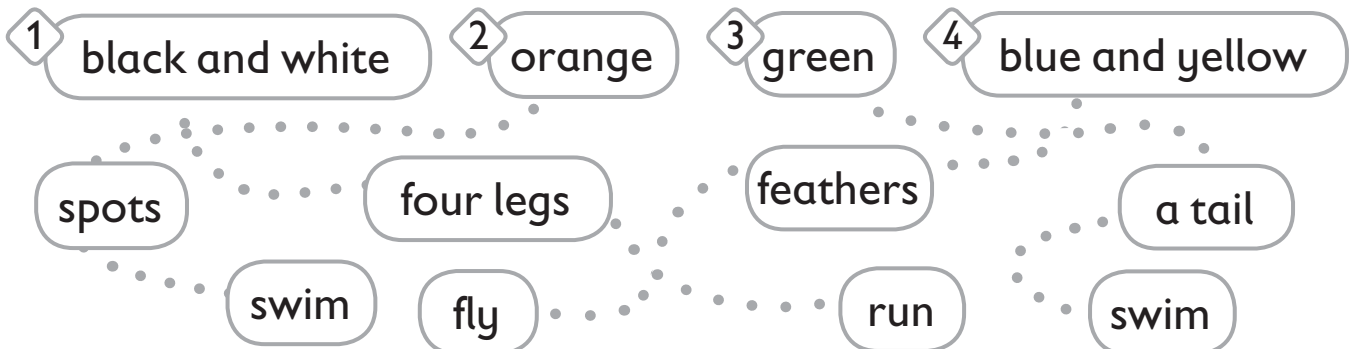 1 black and white
2 orange
3 green
4 blue and yellow
spots
four legs
feathers
a tail
swim
fly
run
swim